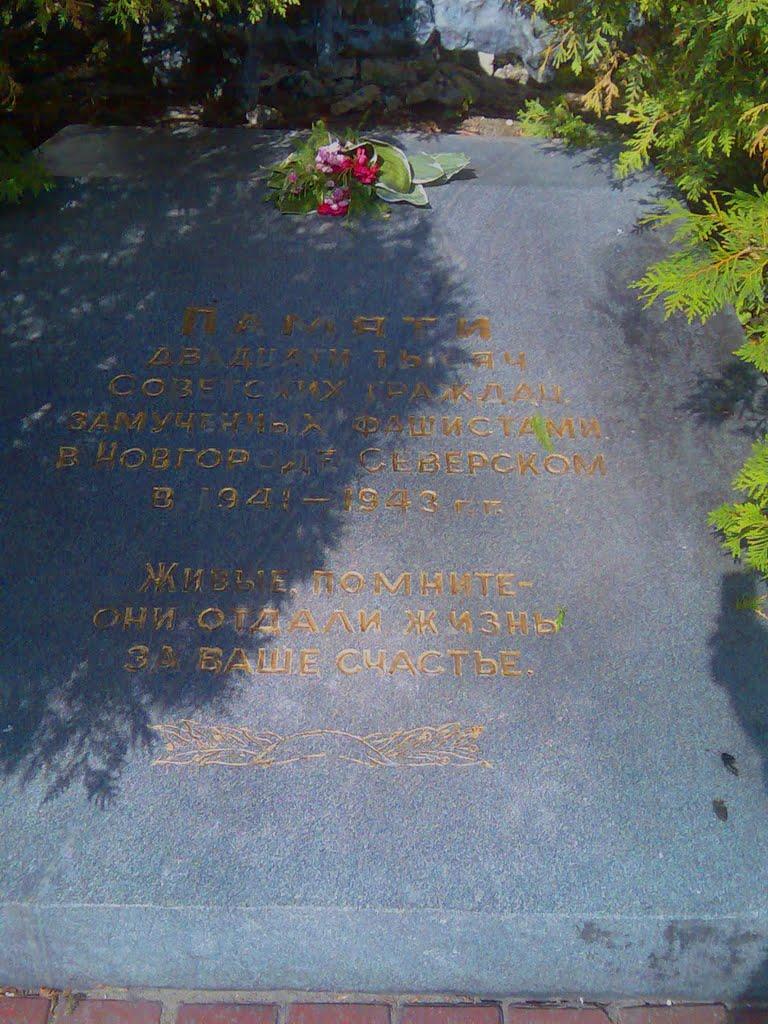 Памяти
двадцати тысяч
Советских граждан,
замученных фашистами
в Новгороде Северском
в 1941–1943 г.г.
Живые, помните-
они отдали жизнь
за ваше счастье.